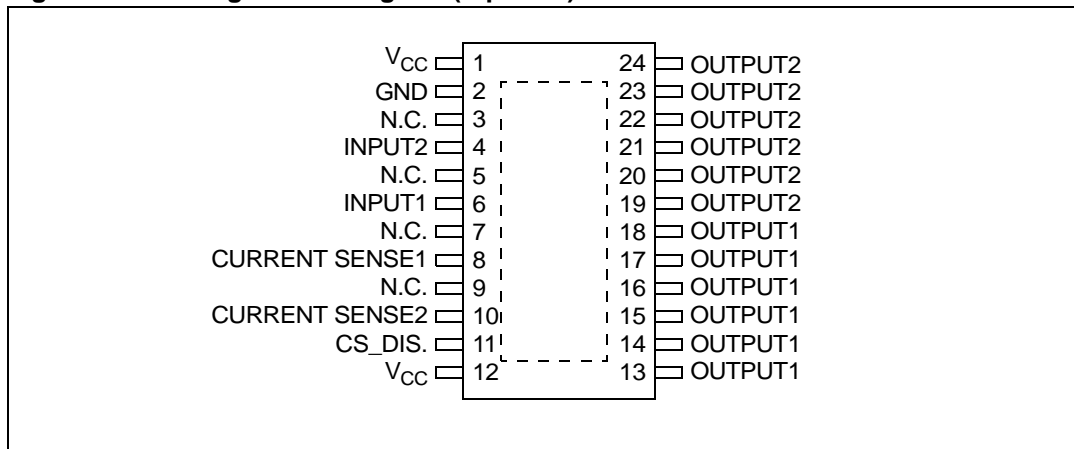 V_CC 1 24 OUTPUT2
GND 2 23 OUTPUT2
N.C. 3 22 OUTPUT2
INPUT2 4 21 OUTPUT2
N.C. 5 20 OUTPUT2
INPUT1 6 19 OUTPUT2
N.C. 7 18 OUTPUT1
CURRENT SENSE1 8 17 OUTPUT1
N.C. 9 16 OUTPUT1
CURRENT SENSE2 10 15 OUTPUT1
CS_DIS. 11 14 OUTPUT1
V_CC 12 13 OUTPUT1